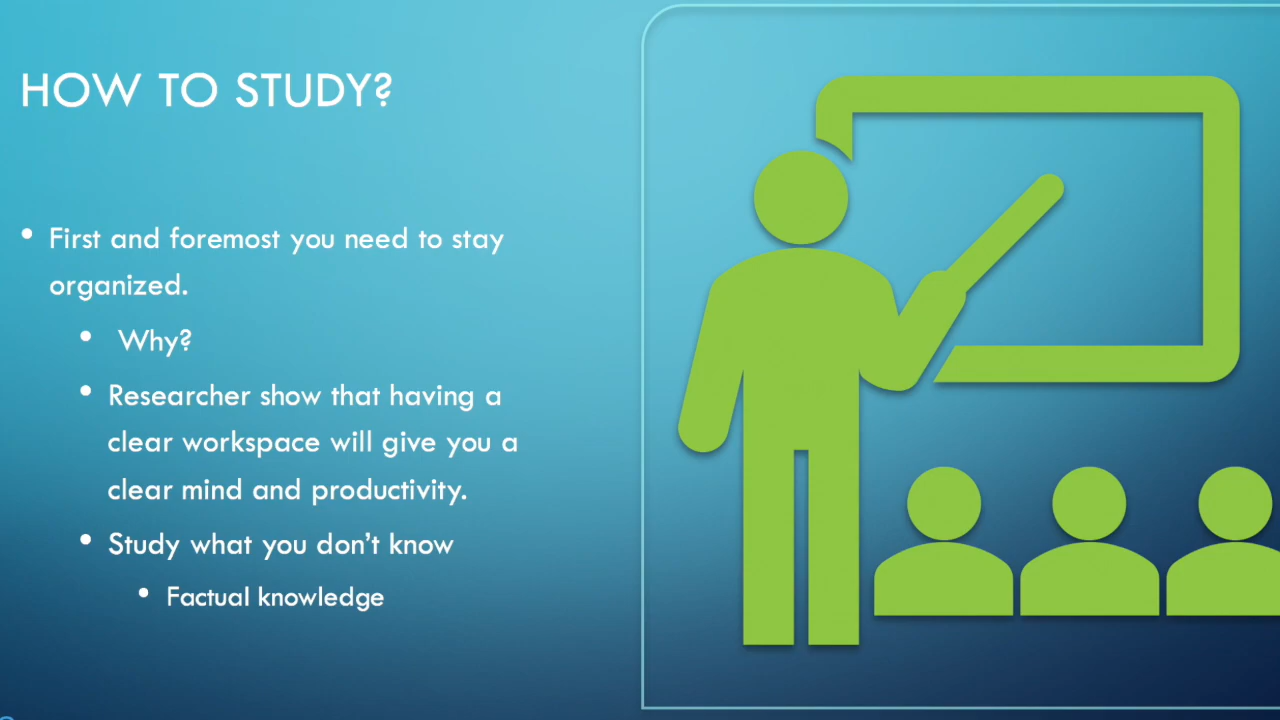 HOW TO STUDY?
• First and foremost you need to stay
organized.
• Why?
• Researcher show that having a
clear workspace will give you a
clear mind and productivity.
• Study what you don't know
• Factual knowledge